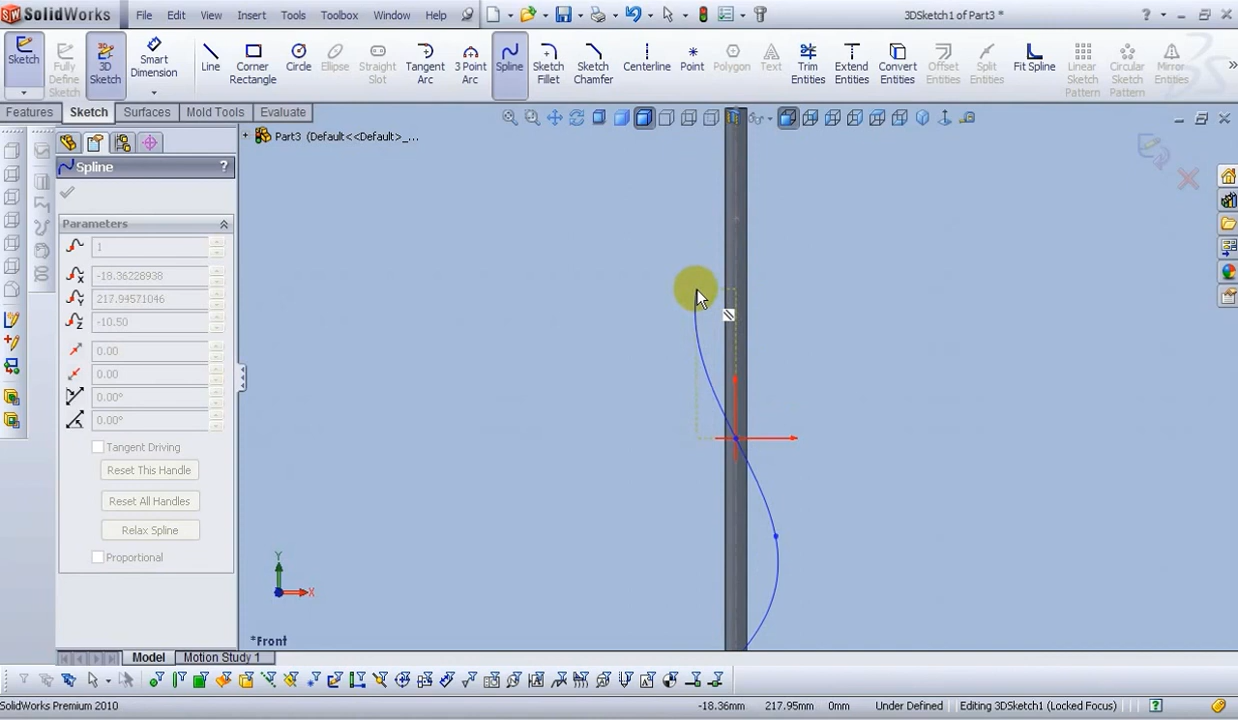 SolidWorks File Edit View Insert Tools Toolbox Window Help 3DSketch1 of Part3 *
Sketch Fully Define Sketch 3D Sketch Smart Dimension Line Corner Rectangle Circle Ellipse Straight Slot Tangent Arc 3 Point Arc Spline Sketch Fillet Sketch Chamfer Centerline Point Polygon Text Trim Entities Extend Entities Convert Entities Offset Entities Split Entities Fit Spline Linear Sketch Pattern Circular Sketch Pattern Mirror Entities
Features Sketch Surfaces Mold Tools Evaluate
Part3 (Default<<Default>_...
Spline ?
Parameters
1
-18.36228938
217.94571046
-10.50
0.00
0.00
0.00°
0.00°
Tangent Driving
Reset This Handle
Reset All Handles
Relax Spline
Proportional
Y
X
*Front
Model Motion Study 1
SolidWorks Premium 2010 -18.36mm 217.95mm 0mm Under Defined Editing 3DSketch1 (Locked Focus) ?